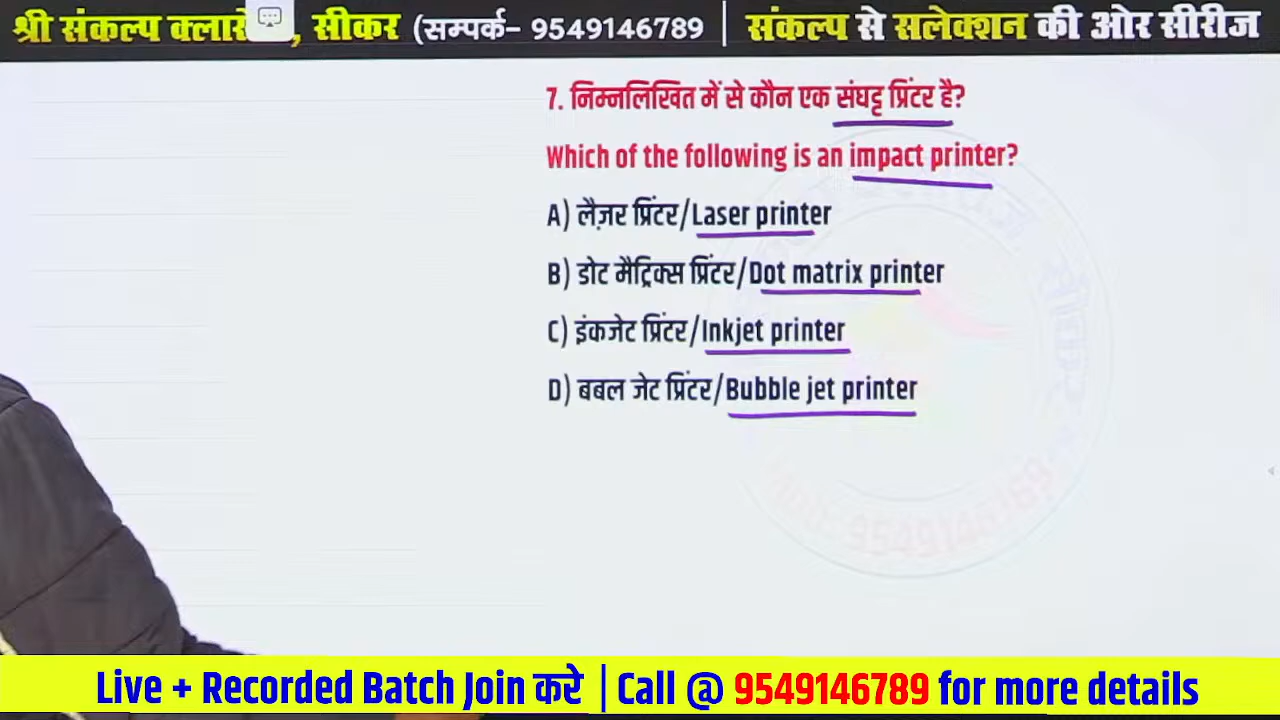 श्री संकल्प , सीकर (सम्पर्क– 9549146789 | संकल्प से सलेक्शन की ओर सीरीज
7. निम्नलिखित में से कौन एक संघट्ट प्रिंटर है?
Which of the following is an impact printer?
A) लैज़र प्रिंटर/Laser printer
B) डोट मैट्रिक्स प्रिंटर/Dot matrix printer
C) इंकजेट प्रिंटर/Inkjet printer
D) बबल जेट प्रिंटर/Bubble jet printer
9549146789
Live + Recorded Batch Join करे | Call @ 9549146789 for more details